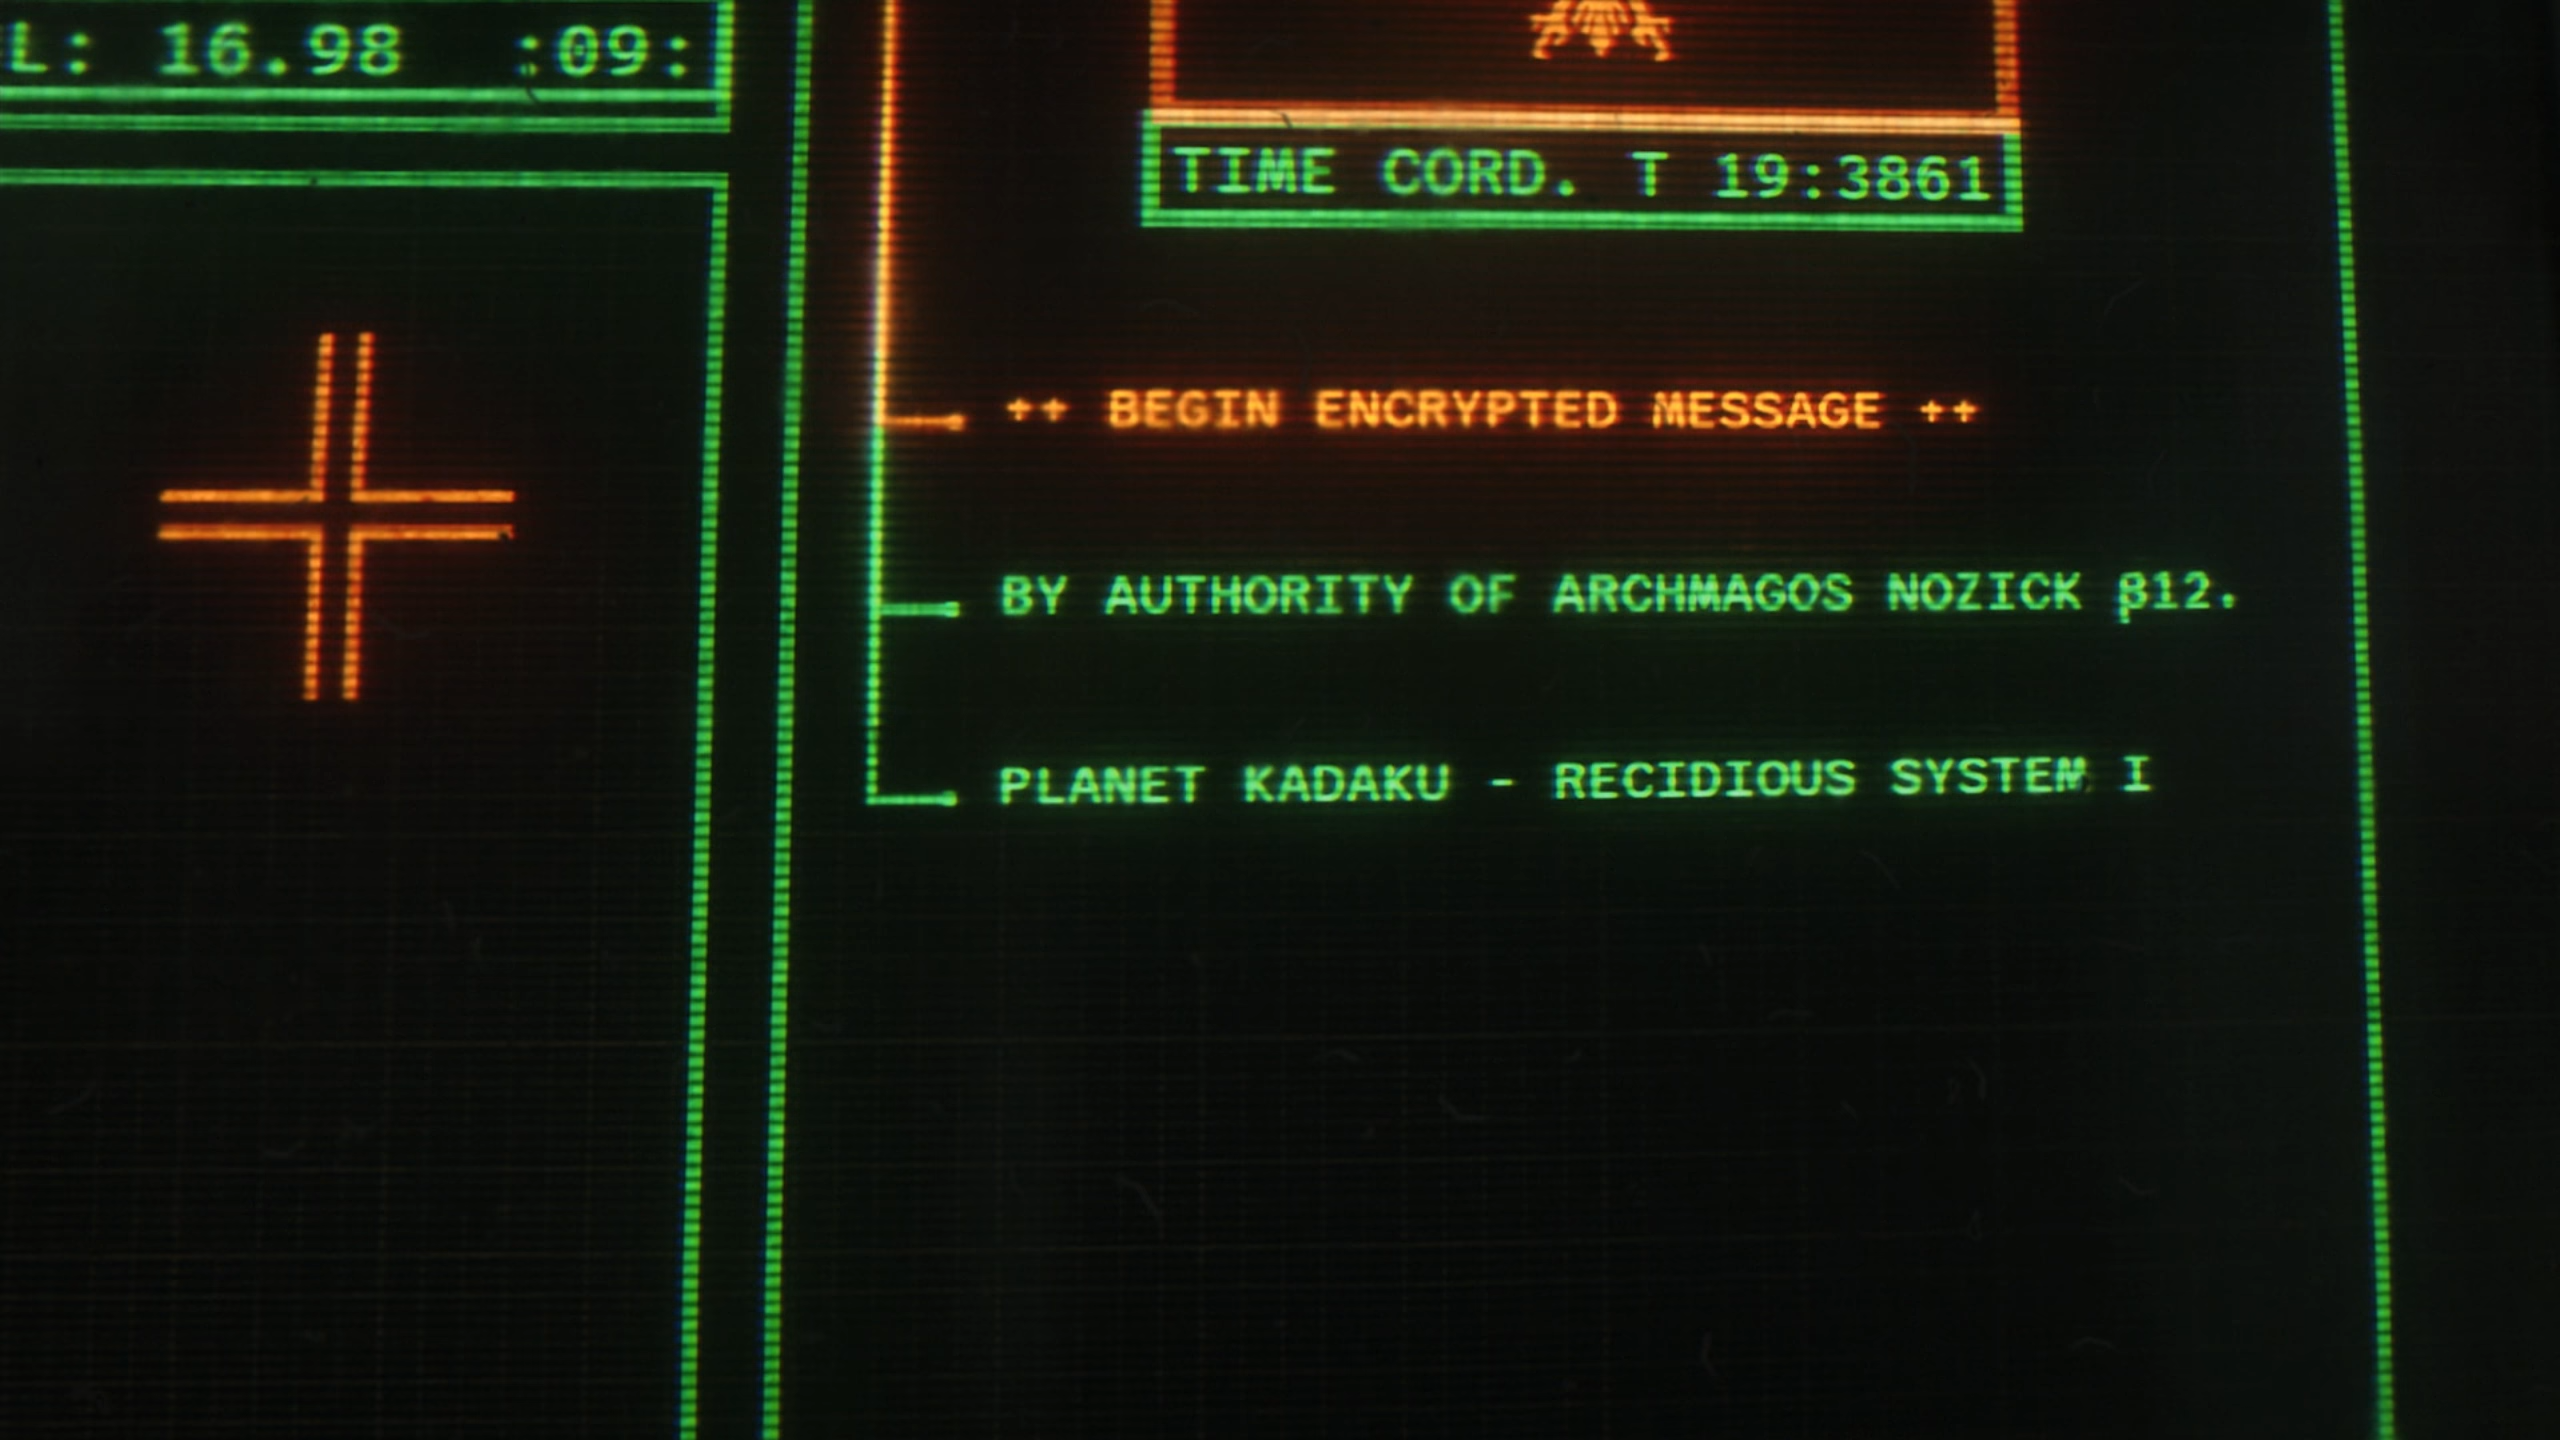 L: 16.98 :09:
TIME CORD. T 19:3861
++ BEGIN ENCRYPTED MESSAGE ++
BY AUTHORITY OF ARCHMAGOS NOZICK β12.
PLANET KADAKU - RECIDIOUS SYSTEM I